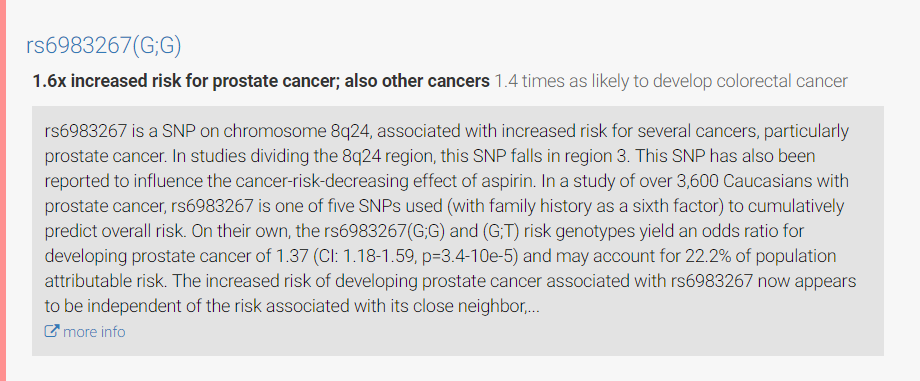 rs6983267(G;G)
1.6x increased risk for prostate cancer; also other cancers 1.4 times as likely to develop colorectal cancer
rs6983267 is a SNP on chromosome 8q24, associated with increased risk for several cancers, particularly
prostate cancer. In studies dividing the 8q24 region, this SNP falls in region 3. This SNP has also been
reported to influence the cancer-risk-decreasing effect of aspirin. In a study of over 3,600 Caucasians with
prostate cancer, rs6983267 is one of five SNPs used (with family history as a sixth factor) to cumulatively
predict overall risk. On their own, the rs6983267(G;G) and (G;T) risk genotypes yield an odds ratio for
developing prostate cancer of 1.37 (CI: 1.18-1.59, p=3.4-10e-5) and may account for 22.2% of population
attributable risk. The increased risk of developing prostate cancer associated with rs6983267 now appears
to be independent of the risk associated with its close neighbor,...
more info